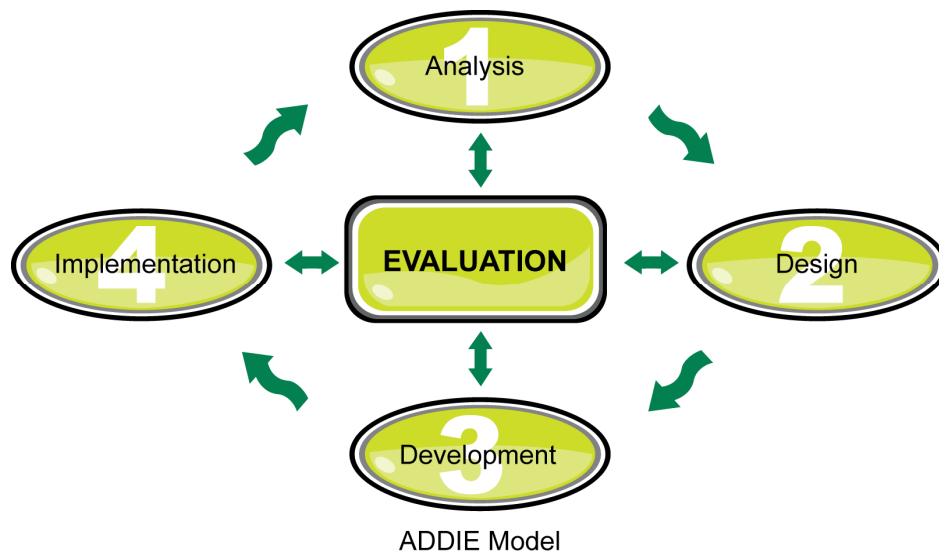 1
Analysis
4
Implementation
EVALUATION
2
Design
3
Development
ADDIE Model